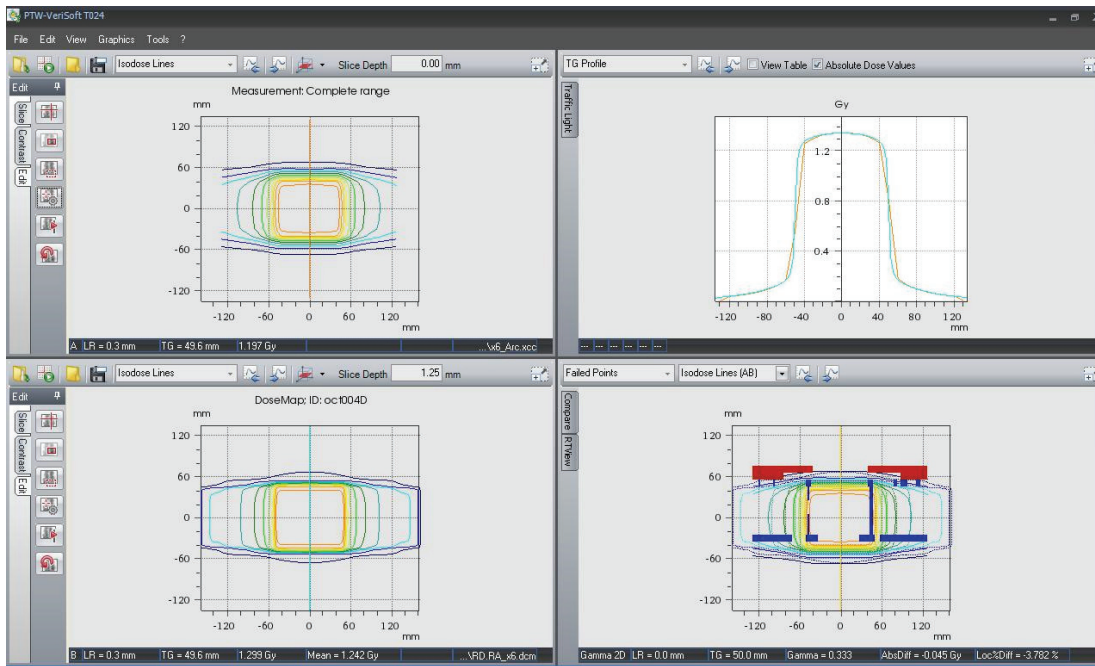 PTW-VeriSoft T024
File Edit View Graphics Tools ?
Isodose Lines Slice Depth 0.00 mm
TG Profile View Table Absolute Dose Values
Edit
Slice
Contrast
Edit
Measurement: Complete range
mm
120
60
0
-60
-120
-120 -60 0 60 120
mm
A LR = 0.3 mm TG = 49.6 mm 1.197 Gy ...\x6_Arc.xcc
Traffic Light
Gy
1.2
0.8
0.4
-120 -80 -40 0 40 80 120
mm
--- --- --- --- --- ---
Isodose Lines Slice Depth 1.25 mm
Failed Points Isodose Lines (AB)
Edit
Slice
Contrast
Edit
DoseMap; ID: oct004D
mm
120
60
0
-60
-120
-120 -60 0 60 120
mm
B LR = 0.3 mm TG = 49.6 mm 1.299 Gy Mean = 1.242 Gy ...\RD.RA_x6.dcm
Compare
RTView
mm
120
60
0
-60
-120
-120 -60 0 60 120
mm
Gamma 2D LR = 0.0 mm TG = 50.0 mm Gamma = 0.333 AbsDiff = -0.045 Gy Loc%Diff = -3.782 %